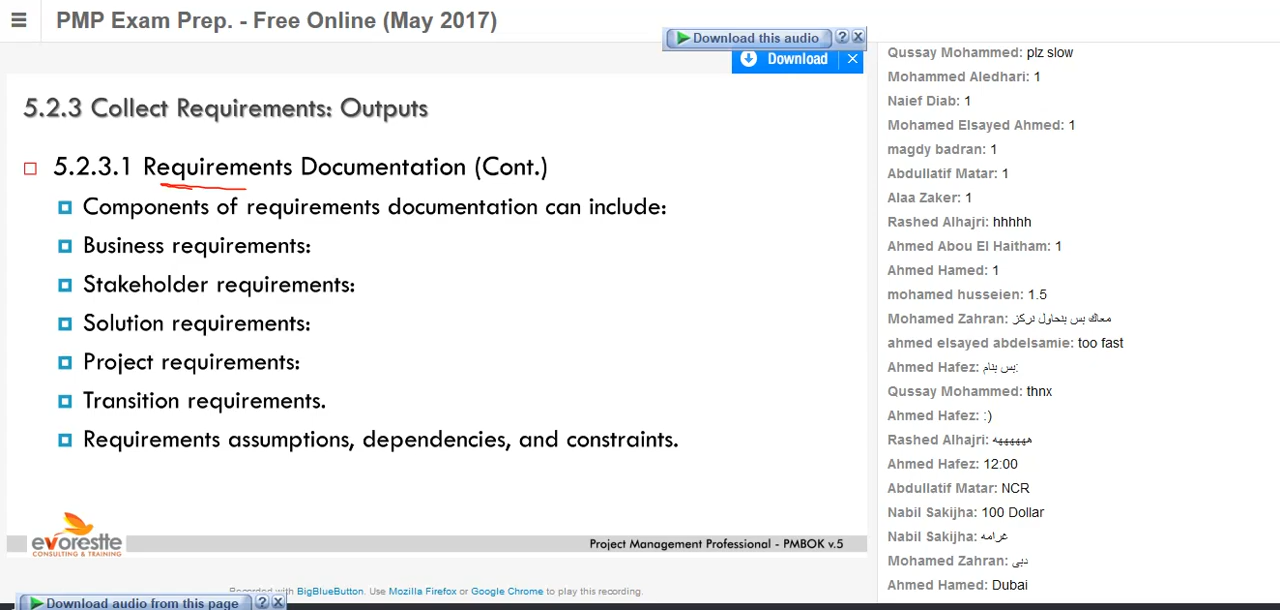 PMP Exam Prep. - Free Online (May 2017)
Download this audio
Download
5.2.3 Collect Requirements: Outputs
5.2.3.1 Requirements Documentation (Cont.)
Components of requirements documentation can include:
Business requirements:
Stakeholder requirements:
Solution requirements:
Project requirements:
Transition requirements.
Requirements assumptions, dependencies, and constraints.
evorestte
CONSULTING & TRAINING
Project Management Professional - PMBOK v.5
Recorded with BigBlueButton. Use Mozilla Firefox or Google Chrome to play this recording.
Download audio from this page
Qussay Mohammed: plz slow
Mohammed Aledhari: 1
Naief Diab: 1
Mohamed Elsayed Ahmed: 1
magdy badran: 1
Abdullatif Matar: 1
Alaa Zaker: 1
Rashed Alhajri: hhhhh
Ahmed Abou El Haitham: 1
Ahmed Hamed: 1
mohamed husseien: 1.5
Mohamed Zahran: معاك بس بنحاول نركز
ahmed elsayed abdelsamie: too fast
Ahmed Hafez: بس بنام:
Qussay Mohammed: thnx
Ahmed Hafez: :)
Rashed Alhajri: هههههه
Ahmed Hafez: 12:00
Abdullatif Matar: NCR
Nabil Sakijha: 100 Dollar
Nabil Sakijha: غرامه
Mohamed Zahran: دبى
Ahmed Hamed: Dubai